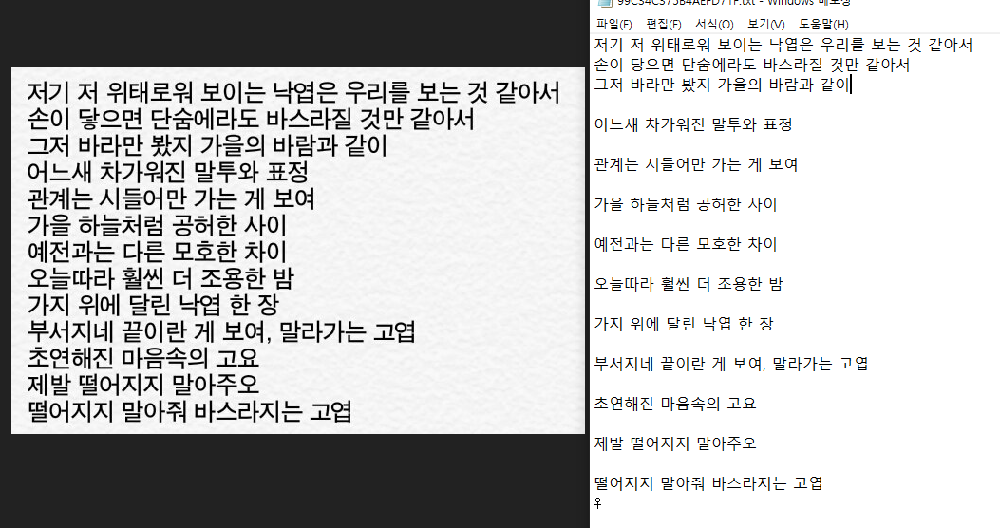 저기 저 위태로워 보이는 낙엽은 우리를 보는 것 같아서
손이 닿으면 단숨에라도 바스라질 것만 같아서
그저 바라만 봤지 가을의 바람과 같이
어느새 차가워진 말투와 표정
관계는 시들어만 가는 게 보여
가을 하늘처럼 공허한 사이
예전과는 다른 모호한 차이
오늘따라 훨씬 더 조용한 밤
가지 위에 달린 낙엽 한 장
부서지네 끝이란 게 보여, 말라가는 고엽
초연해진 마음속의 고요
제발 떨어지지 말아주오
떨어지지 말아줘 바스라지는 고엽
파일(F) 편집(E) 서식(O) 보기(V) 도움말(H)
저기 저 위태로워 보이는 낙엽은 우리를 보는 것 같아서
손이 당으면 단숨에라도 바스라질 것만 같아서
그저 바라만 봤지 가을의 바람과 같이
어느새 차가워진 말투와 표정
관계는 시들어만 가는 게 보여
가을 하늘처럼 공허한 사이
예전과는 다른 모호한 차이
오늘따라 훨씬 더 조용한 밤
가지 위에 달린 낙엽 한 장
부서지네 끝이란 게 보여, 말라가는 고엽
초연해진 마음속의 고요
제발 떨어지지 말아주오
떨어지지 말아줘 바스라지는 고엽
♀